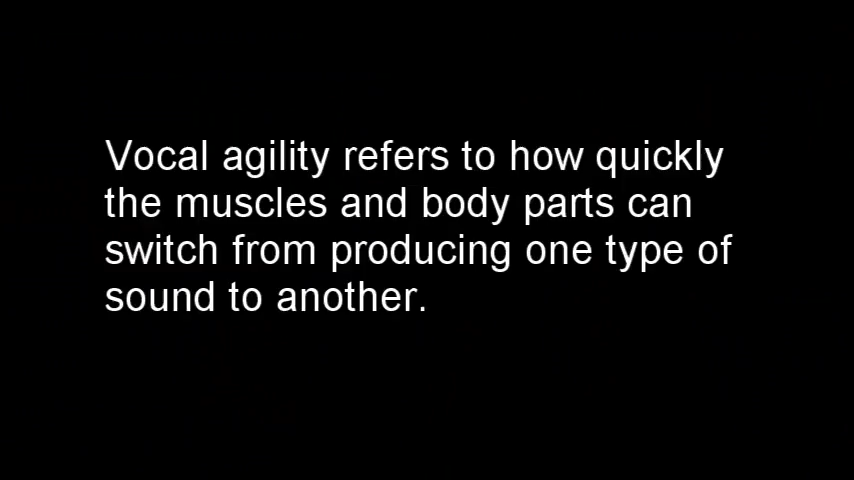 Vocal agility refers to how quickly
the muscles and body parts can
switch from producing one type of
sound to another.